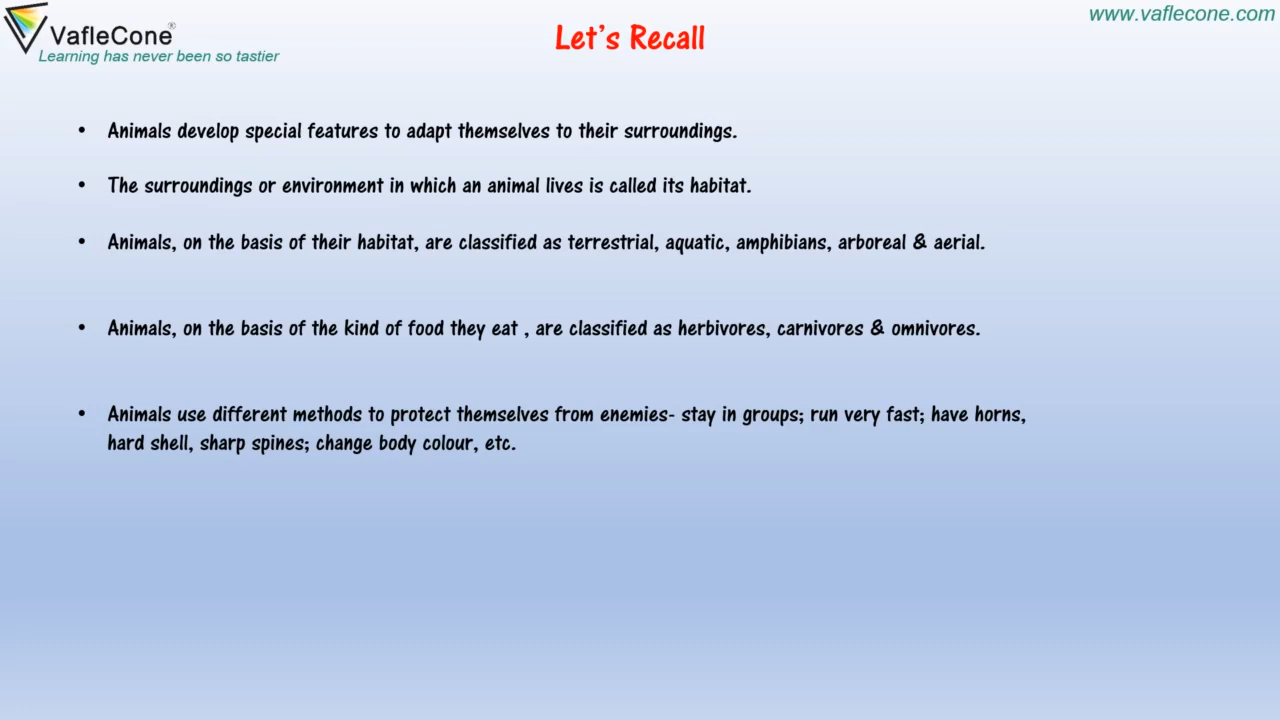 VafleCone®
Learning has never been so tastier
www.vaflecone.com
Let's Recall
• Animals develop special features to adapt themselves to their surroundings.
• The surroundings or environment in which an animal lives is called its habitat.
• Animals, on the basis of their habitat, are classified as terrestrial, aquatic, amphibians, arboreal & aerial.
• Animals, on the basis of the kind of food they eat , are classified as herbivores, carnivores & omnivores.
• Animals use different methods to protect themselves from enemies- stay in groups; run very fast; have horns,
hard shell, sharp spines; change body colour, etc.